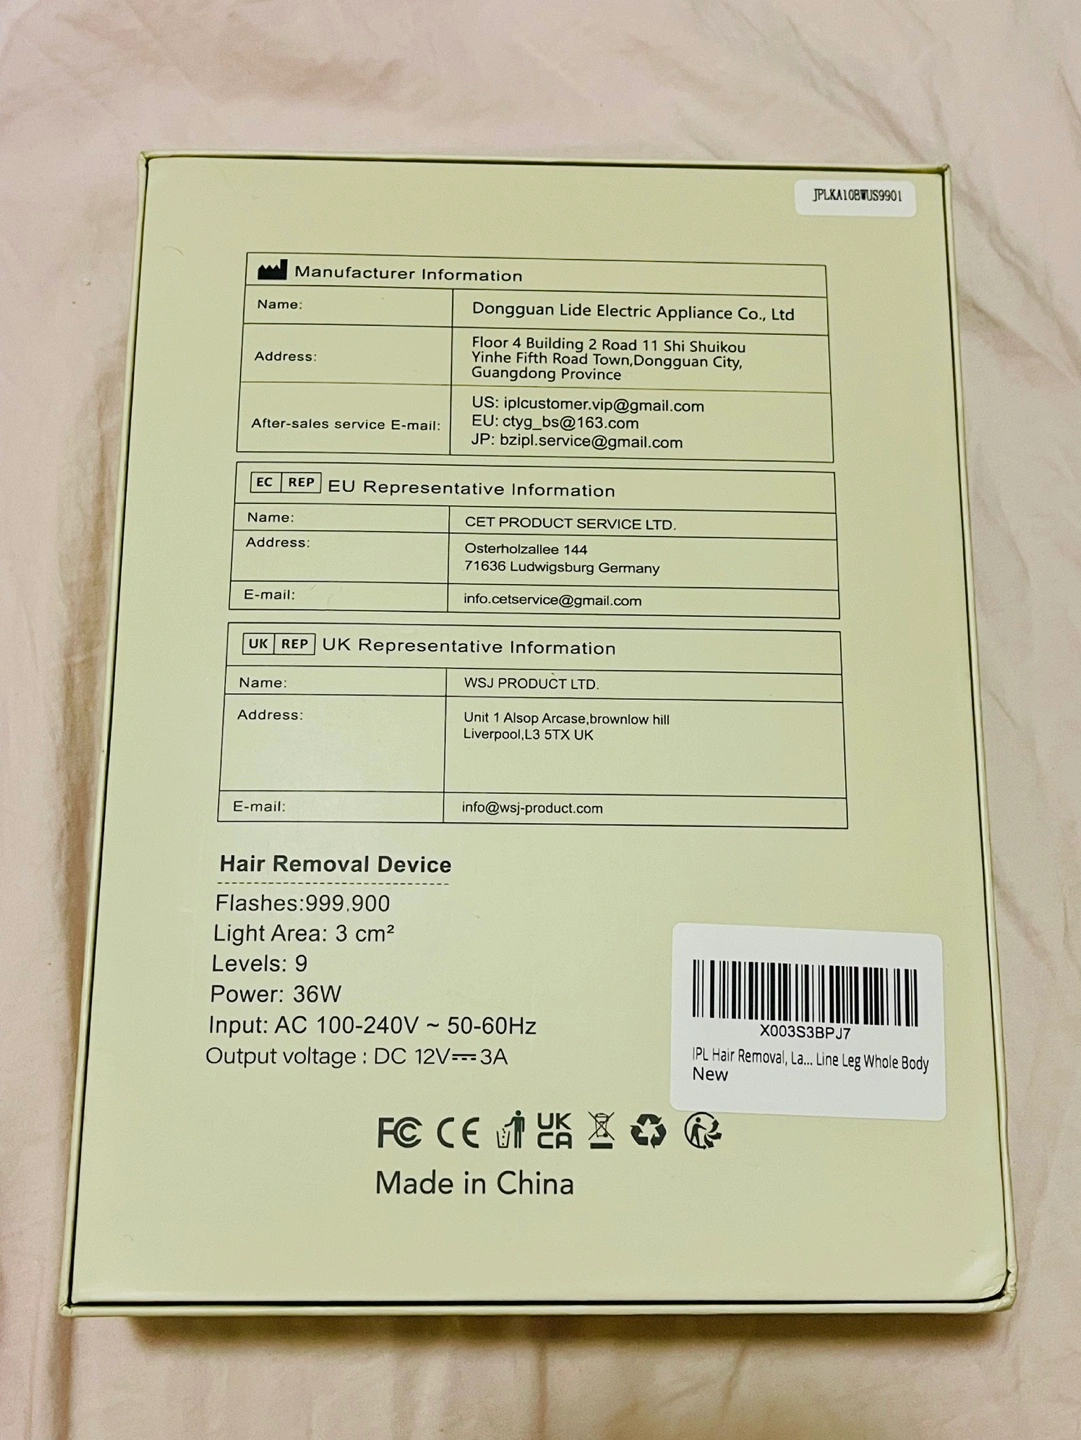 JPLKA10BWUS9901
Manufacturer Information
Name: Dongguan Lide Electric Appliance Co., Ltd
Address: Floor 4 Building 2 Road 11 Shi Shuikou
Yinhe Fifth Road Town,Dongguan City,
Guangdong Province
After-sales service E-mail: US: iplcustomer.vip@gmail.com
EU: ctyg_bs@163.com
JP: bzipl.service@gmail.com
EC REP EU Representative Information
Name: CET PRODUCT SERVICE LTD.
Address: Osterholzallee 144
71636 Ludwigsburg Germany
E-mail: info.cetservice@gmail.com
UK REP UK Representative Information
Name: WSJ PRODUCT LTD.
Address: Unit 1 Alsop Arcase,brownlow hill
Liverpool,L3 5TX UK
E-mail: info@wsj-product.com
Hair Removal Device
Flashes:999.900
Light Area: 3 cm²
Levels: 9
Power: 36W
Input: AC 100-240V ~ 50-60Hz
Output voltage : DC 12V⎓3A
X003S3BPJ7
IPL Hair Removal, La... Line Leg Whole Body
New
FC CE UK
CA
Made in China